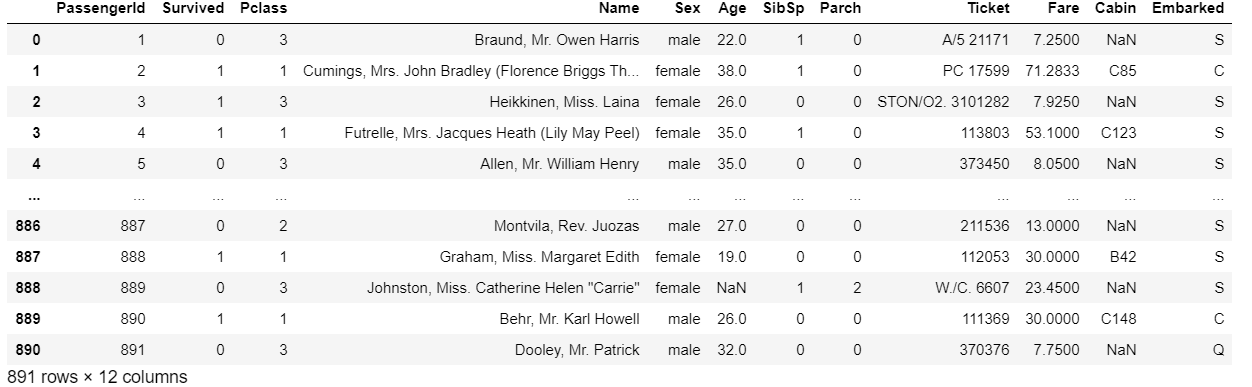 PassengerId Survived Pclass Name Sex Age SibSp Parch Ticket Fare Cabin Embarked
0 1 0 3 Braund, Mr. Owen Harris male 22.0 1 0 A/5 21171 7.2500 NaN S
1 2 1 1 Cumings, Mrs. John Bradley (Florence Briggs Th... female 38.0 1 0 PC 17599 71.2833 C85 C
2 3 1 3 Heikkinen, Miss. Laina female 26.0 0 0 STON/O2. 3101282 7.9250 NaN S
3 4 1 1 Futrelle, Mrs. Jacques Heath (Lily May Peel) female 35.0 1 0 113803 53.1000 C123 S
4 5 0 3 Allen, Mr. William Henry male 35.0 0 0 373450 8.0500 NaN S
... ... ... ... ... ... ... ... ... ... ... ... ...
886 887 0 2 Montvila, Rev. Juozas male 27.0 0 0 211536 13.0000 NaN S
887 888 1 1 Graham, Miss. Margaret Edith female 19.0 0 0 112053 30.0000 B42 S
888 889 0 3 Johnston, Miss. Catherine Helen "Carrie" female NaN 1 2 W./C. 6607 23.4500 NaN S
889 890 1 1 Behr, Mr. Karl Howell male 26.0 0 0 111369 30.0000 C148 C
890 891 0 3 Dooley, Mr. Patrick male 32.0 0 0 370376 7.7500 NaN Q
891 rows × 12 columns